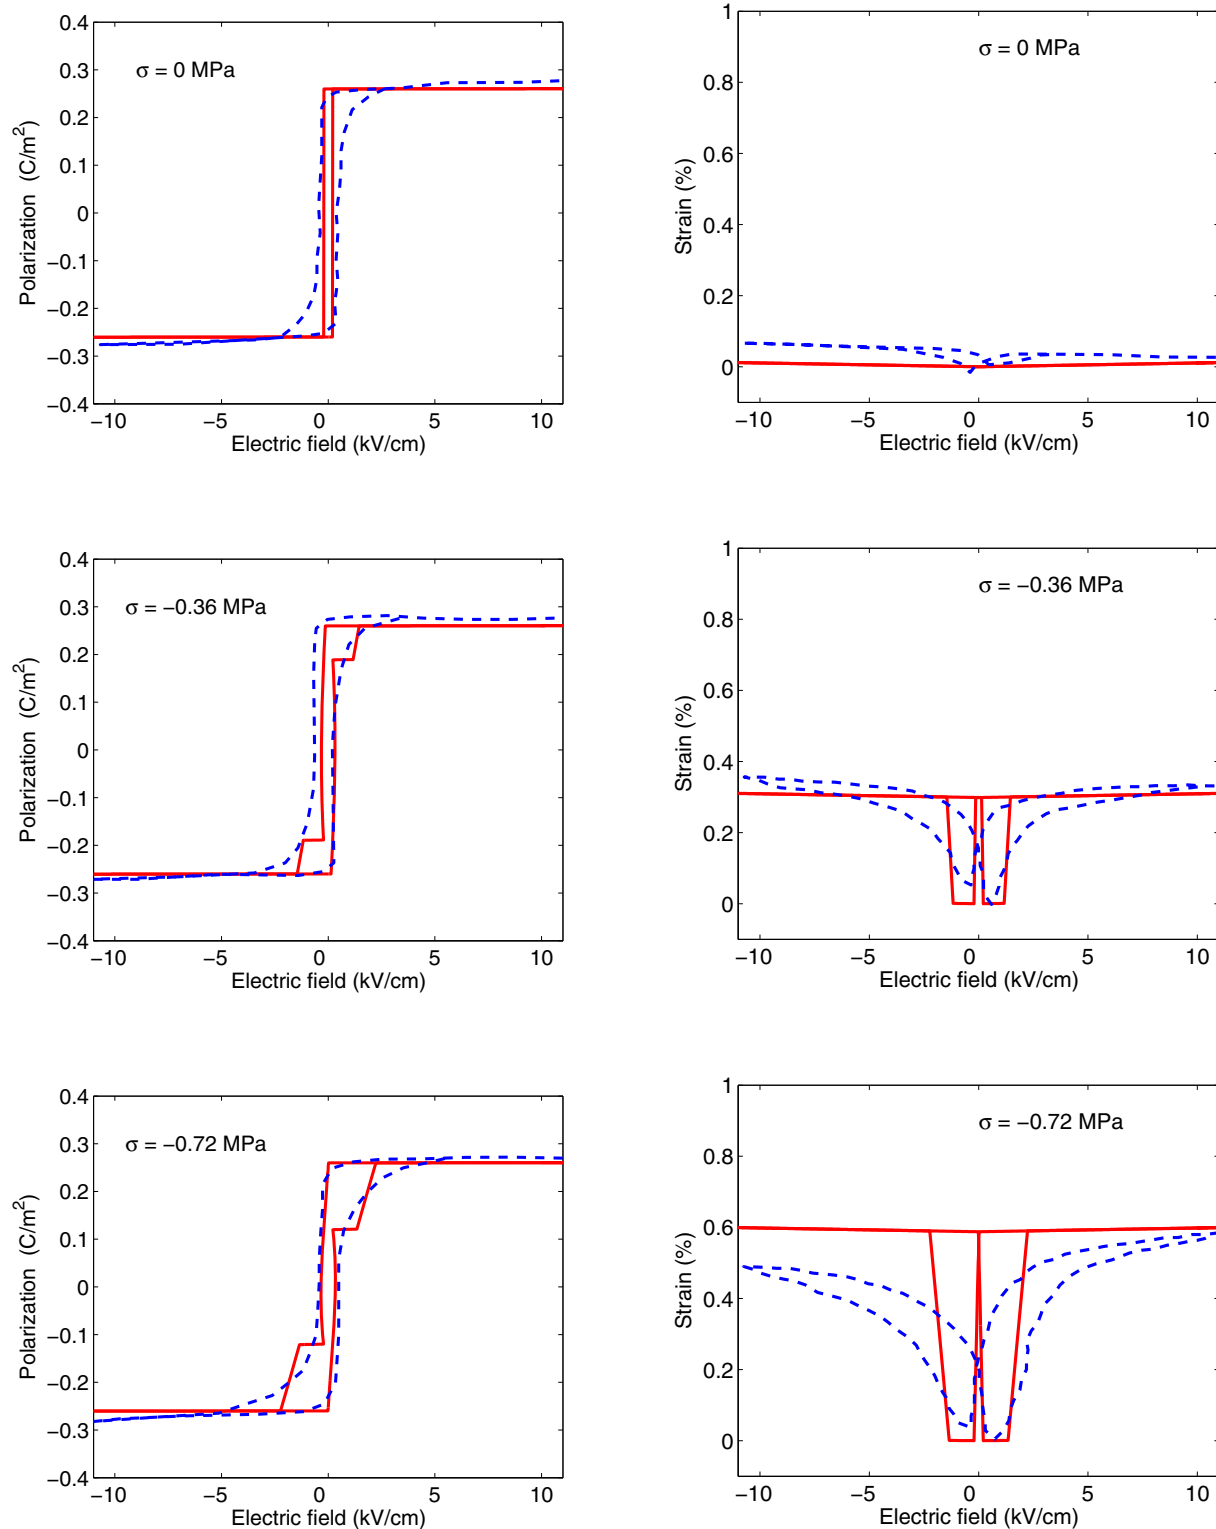 0.4
0.3
0.2
0.1
0
−0.1
−0.2
−0.3
−0.4
Polarization (C/m²)
σ = 0 MPa
−10 −5 0 5 10
Electric field (kV/cm)
1
0.8
0.6
0.4
0.2
0
Strain (%)
σ = 0 MPa
−10 −5 0 5 10
Electric field (kV/cm)
0.4
0.3
0.2
0.1
0
−0.1
−0.2
−0.3
−0.4
Polarization (C/m²)
σ = −0.36 MPa
−10 −5 0 5 10
Electric field (kV/cm)
1
0.8
0.6
0.4
0.2
0
Strain (%)
σ = −0.36 MPa
−10 −5 0 5 10
Electric field (kV/cm)
0.4
0.3
0.2
0.1
0
−0.1
−0.2
−0.3
−0.4
Polarization (C/m²)
σ = −0.72 MPa
−10 −5 0 5 10
Electric field (kV/cm)
1
0.8
0.6
0.4
0.2
0
Strain (%)
σ = −0.72 MPa
−10 −5 0 5 10
Electric field (kV/cm)